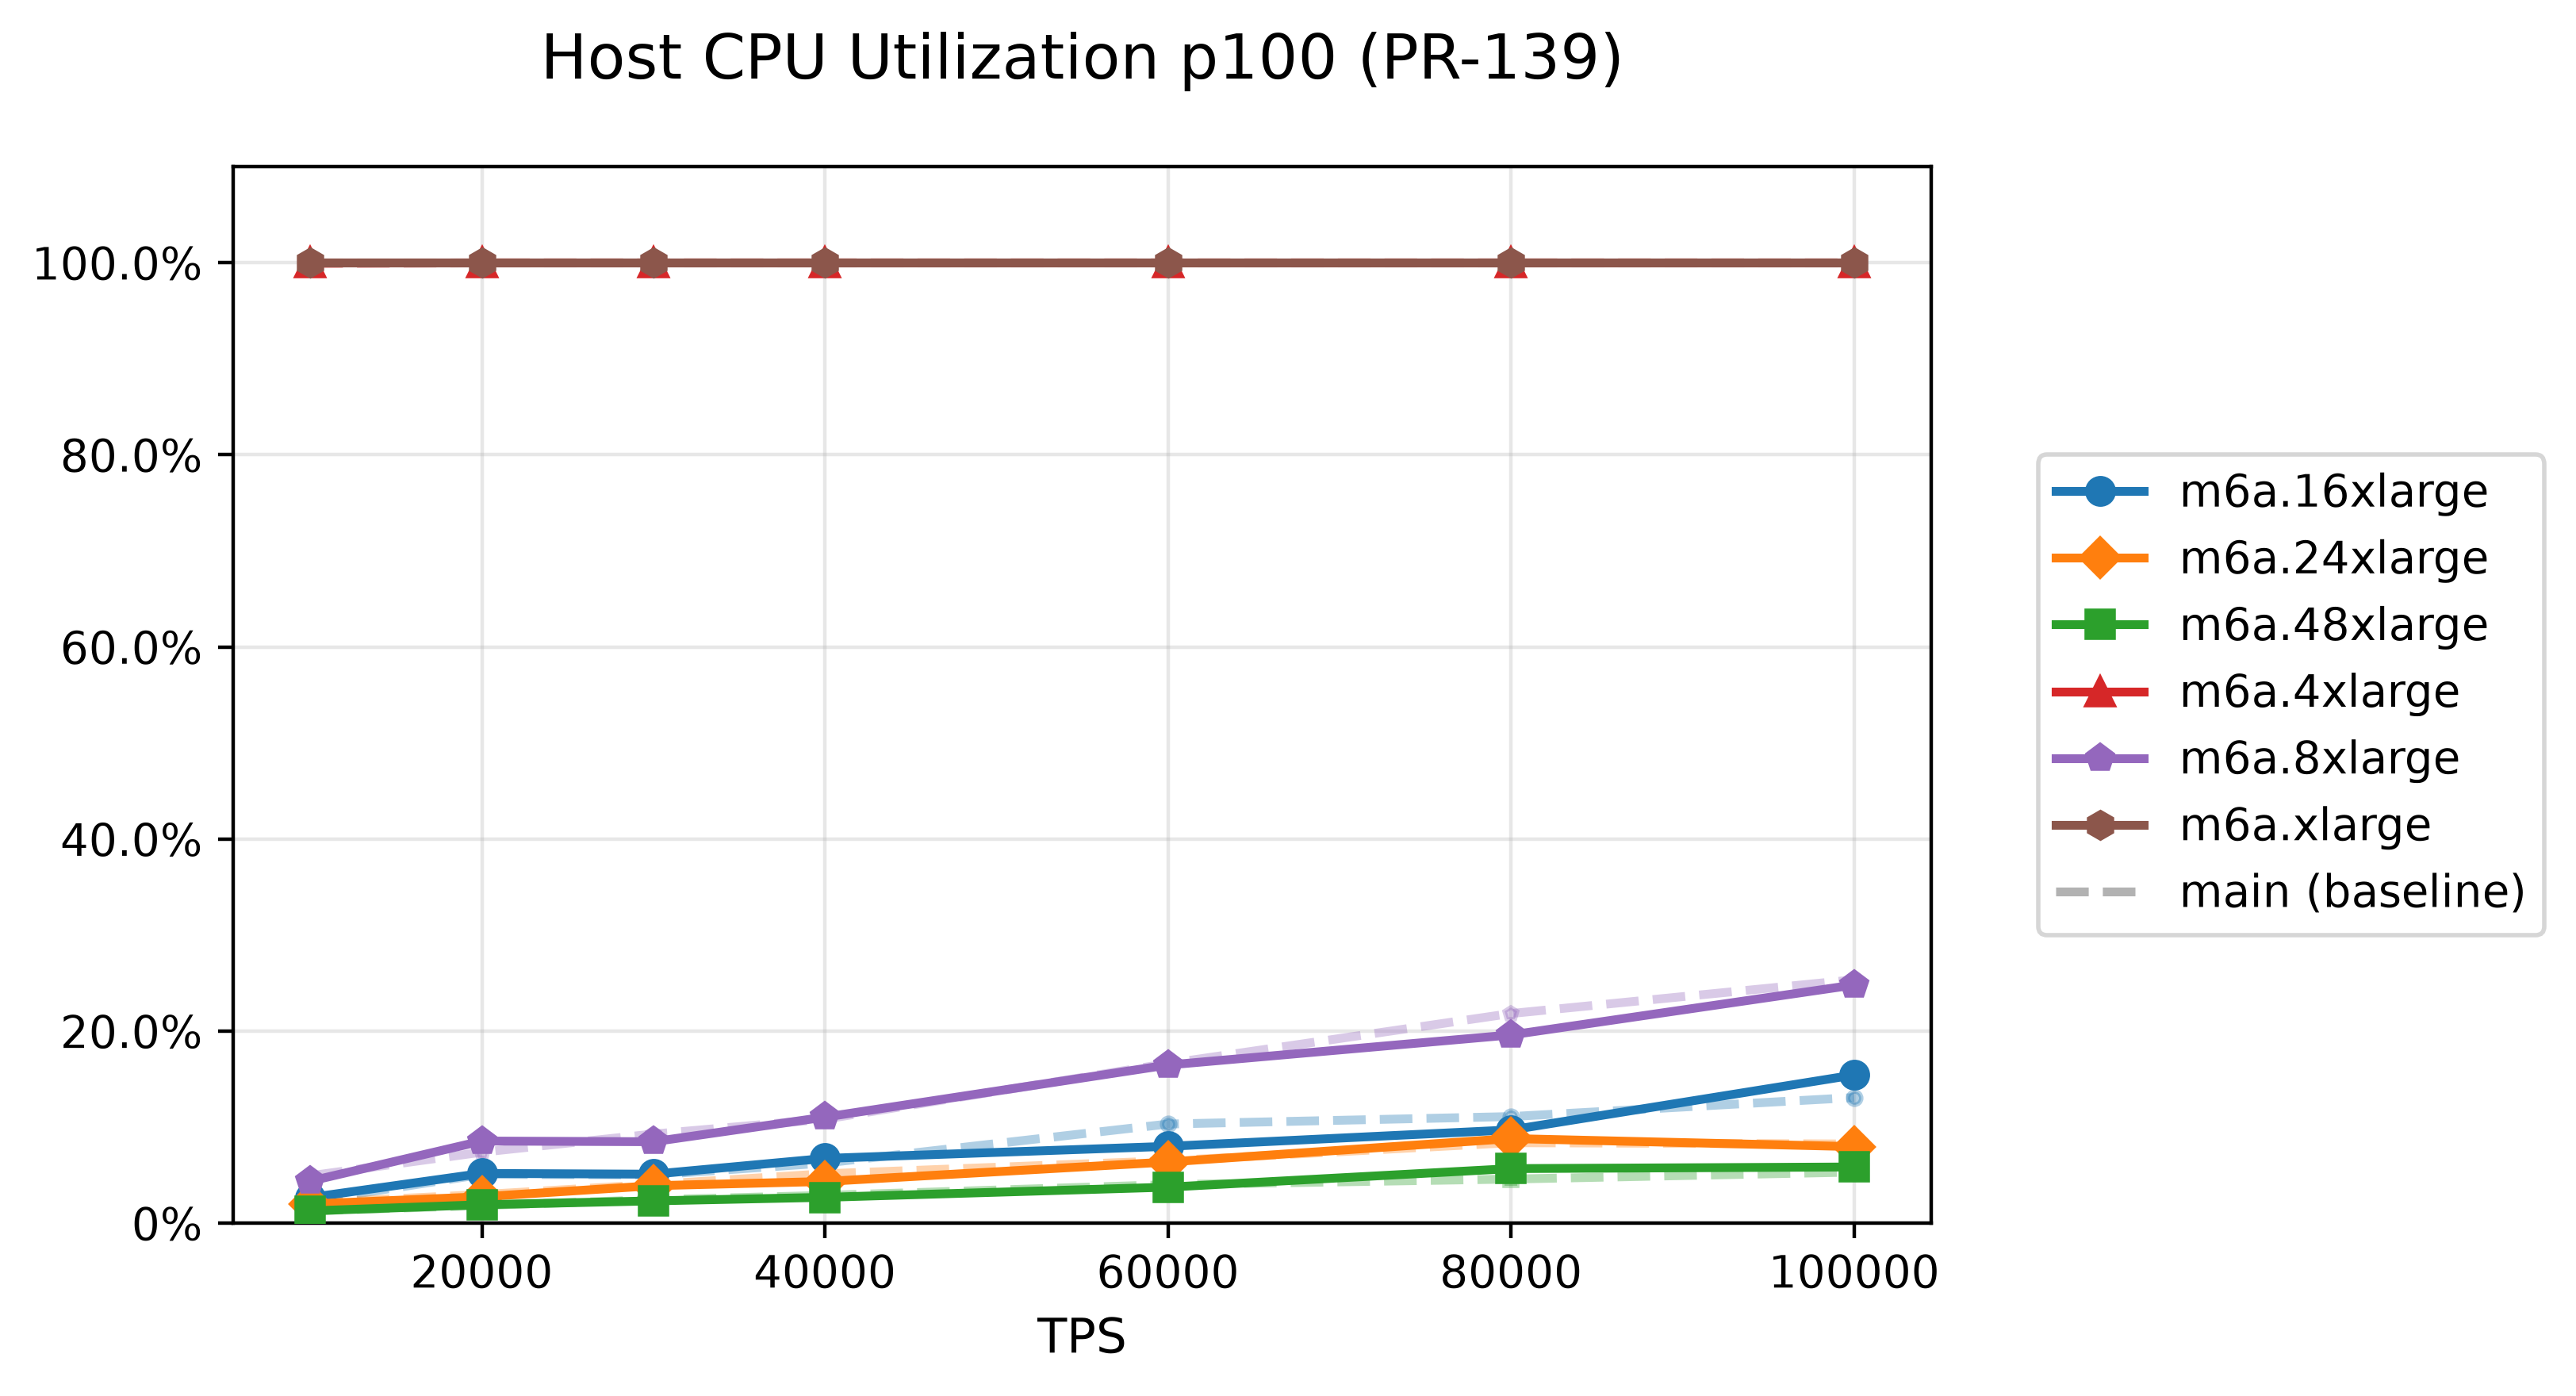 Host CPU Utilization p100 (PR-139)
100.0%
80.0%
60.0%
40.0%
20.0%
0%
20000
40000
60000
80000
100000
TPS
m6a.16xlarge
m6a.24xlarge
m6a.48xlarge
m6a.4xlarge
m6a.8xlarge
m6a.xlarge
main (baseline)